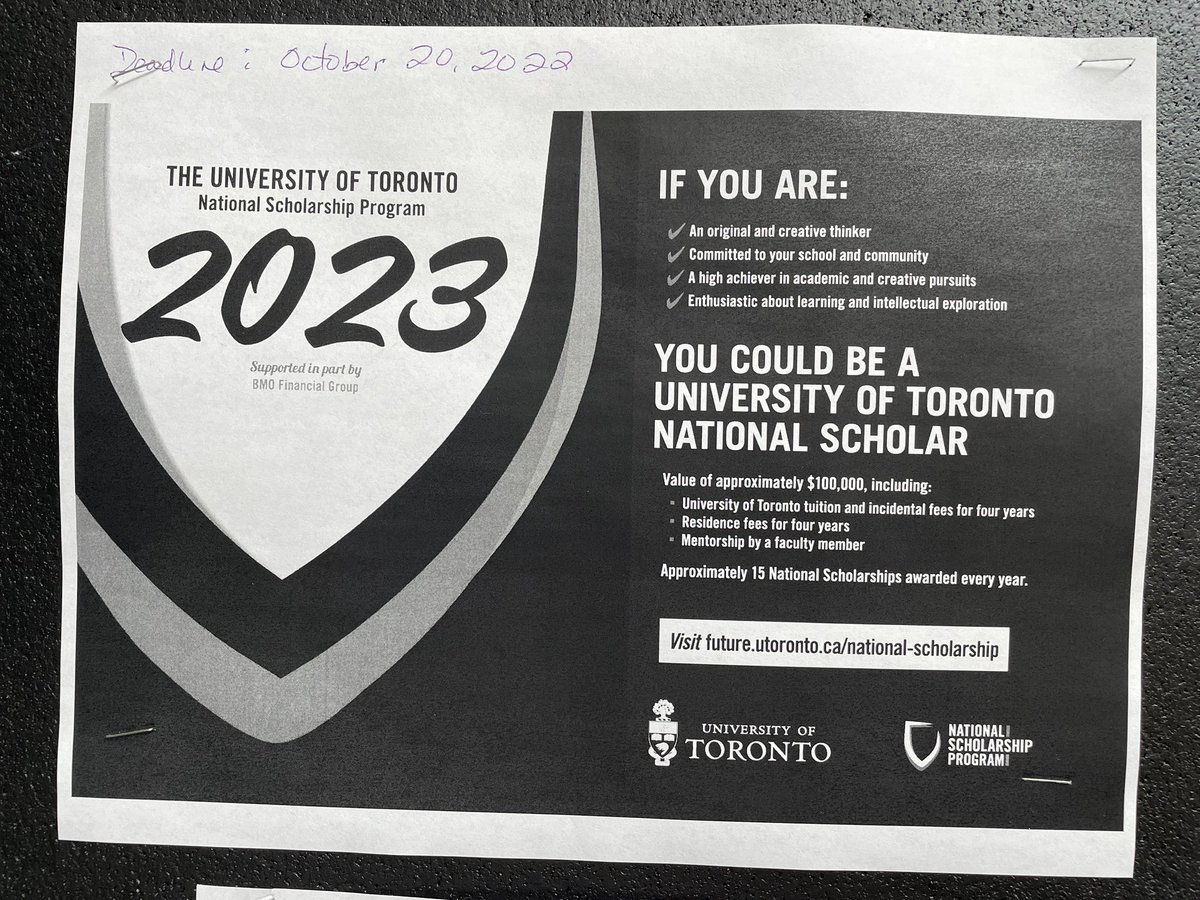 Deadline : October 20, 2022
THE UNIVERSITY OF TORONTO
National Scholarship Program
2023
Supported in part by
BMO Financial Group
IF YOU ARE:
An original and creative thinker
Committed to your school and community
A high achiever in academic and creative pursuits
Enthusiastic about learning and intellectual exploration
YOU COULD BE A
UNIVERSITY OF TORONTO
NATIONAL SCHOLAR
Value of approximately $100,000, including:
University of Toronto tuition and incidental fees for four years
Residence fees for four years
Mentorship by a faculty member
Approximately 15 National Scholarships awarded every year.
Visit future.utoronto.ca/national-scholarship
UNIVERSITY OF
TORONTO
NATIONAL
SCHOLARSHIP
PROGRAM